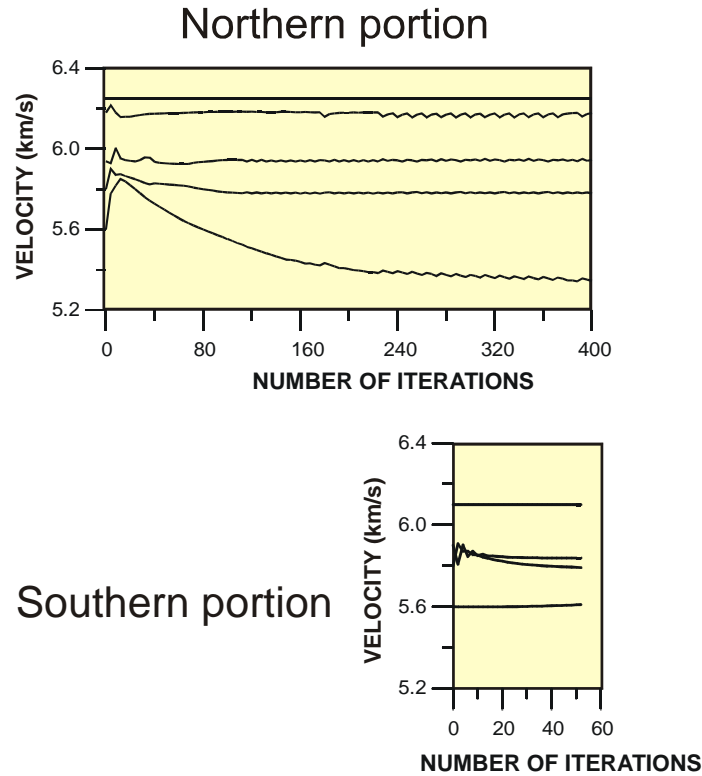 Northern portion
6.4
6.0
5.6
5.2
VELOCITY (km/s)
0 80 160 240 320 400
NUMBER OF ITERATIONS
Southern portion
6.4
6.0
5.6
5.2
VELOCITY (km/s)
0 20 40 60
NUMBER OF ITERATIONS